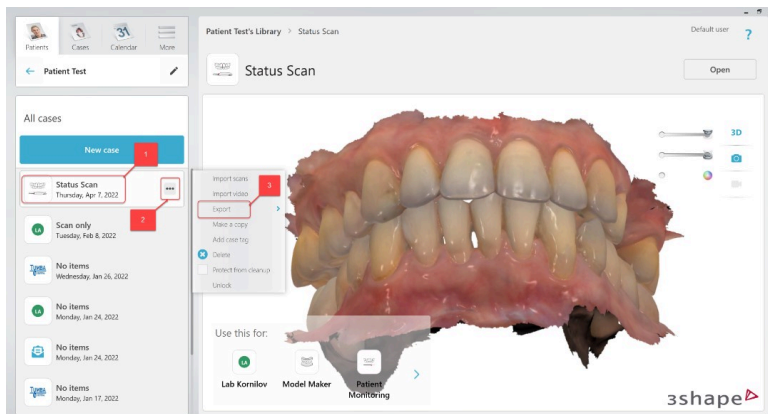 Patients
Cases
31
Calendar
More
Patient Test
All cases
New case
1
Status Scan
Thursday, Apr 7, 2022
2
Scan only
Tuesday, Feb 8, 2022
LA
No items
Wednesday, Jan 26, 2022
No items
Monday, Jan 24, 2022
LA
No items
Monday, Jan 24, 2022
No items
Monday, Jan 17, 2022
Patient Test's Library > Status Scan
Default user
?
Status Scan
Open
Import scans
Import video
3
Export
Make a copy
Add case tag
Delete
Protect from cleanup
Unlock
3D
Use this for:
LA
Lab Kornilov
Model Maker
Patient
Monitoring
3shape